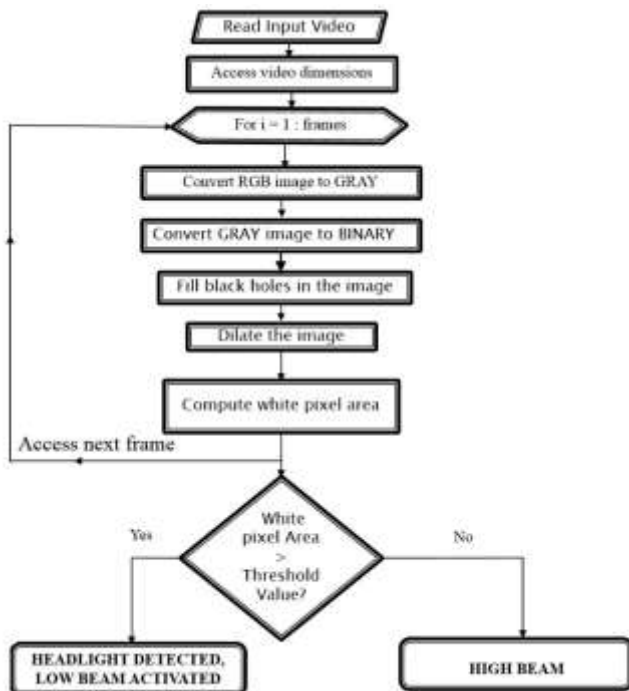 Read Input Video
Access video dimensions
For i = 1 : frames
Convert RGB image to GRAY
Convert GRAY image to BINARY
Fill black holes in the image
Dilate the image
Compute white pixel area
Access next frame
White
pixel Area
>
Threshold
Value?
Yes
No
HEADLIGHT DETECTED,
LOW BEAM ACTIVATED
HIGH BEAM